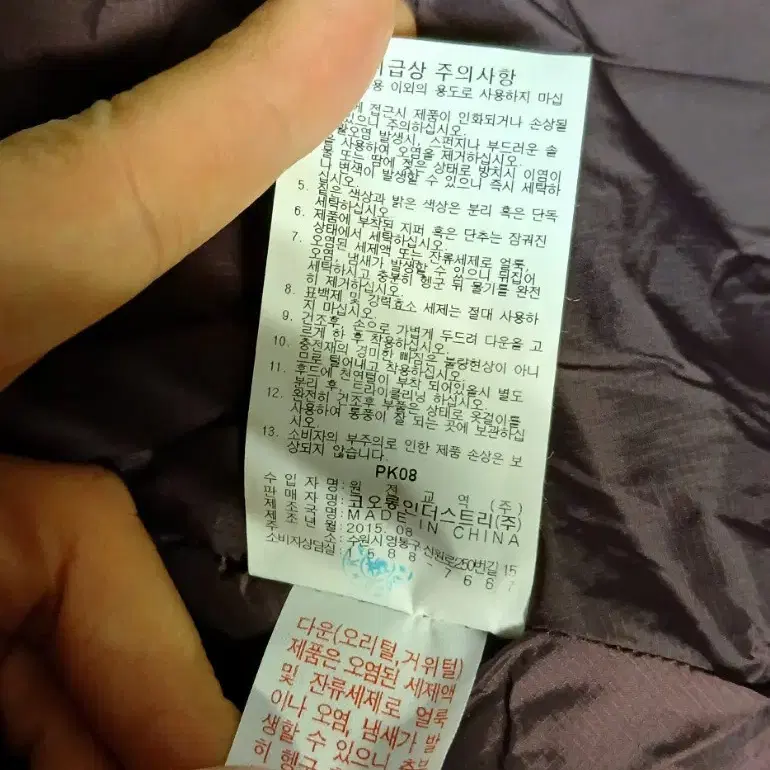 급상 주의사항
이외의 용도로 사용하지 마십
접근시 제품이 인화되거나 손상될
있으니 주의하십시오.
오염 발생시, 스펀지나 부드러운 솔
사용하여 오염을 제거하십시오.
또는 땀에 젖은 상태로 방치시 이염이
나 변색이 발생할 수 있으니 즉시 세탁하
십시오.
5. 짙은 색상과 밝은 색상은 분리 혹은 단독
세탁하십시오.
6. 제품에 부착된 지퍼 혹은 단추는 잠궈진
상태에서 세탁하십시오.
7. 오염된 세제액 또는 잔류세제로 얼룩,
오염, 냄새가 발생할 수 있으니 뒤집어
세탁하시고 충분히 헹군 뒤 물기를 완전
히 제거하십시오.
8. 표백제 및 강력효소 세제는 절대 사용하
지 마십시오.
9. 건조후, 손으로 가볍게 두드려 다운을 고
르게 하 후 착용하십시오.
10. 충전재의 경미한 빠짐은 불량현상이 아니
므로 털어내고 착용하십시오.
11. 후드에 천연털이 부착 되어있을시 별도
분리 후, 드라이클리닝 하십시오.
12. 완전히 건조후 부품은 상태로 옷걸이를
사용하여 통풍이 잘 되는 곳에 보관하십
시오.
13. 소비자의 부주의로 인한 제품 손상은 보
상되지 않습니다.
PK08
수 입 자 명 : 원 전 교 역 (주)
판 매 자 명 : 코오롱인더스트리(주)
제 조 국 명 : MADE IN CHINA
제 조 년 월 : 2015. 08
주 소 : 수원시 영통구 신원로250번길 15
소비자상담실 : 1588-7667
다운(오리털,거위털)
제품은 오염된 세제액
및 잔류세제로 얼룩
이나 오염, 냄새가 발
생할 수 있으니
히 헹군